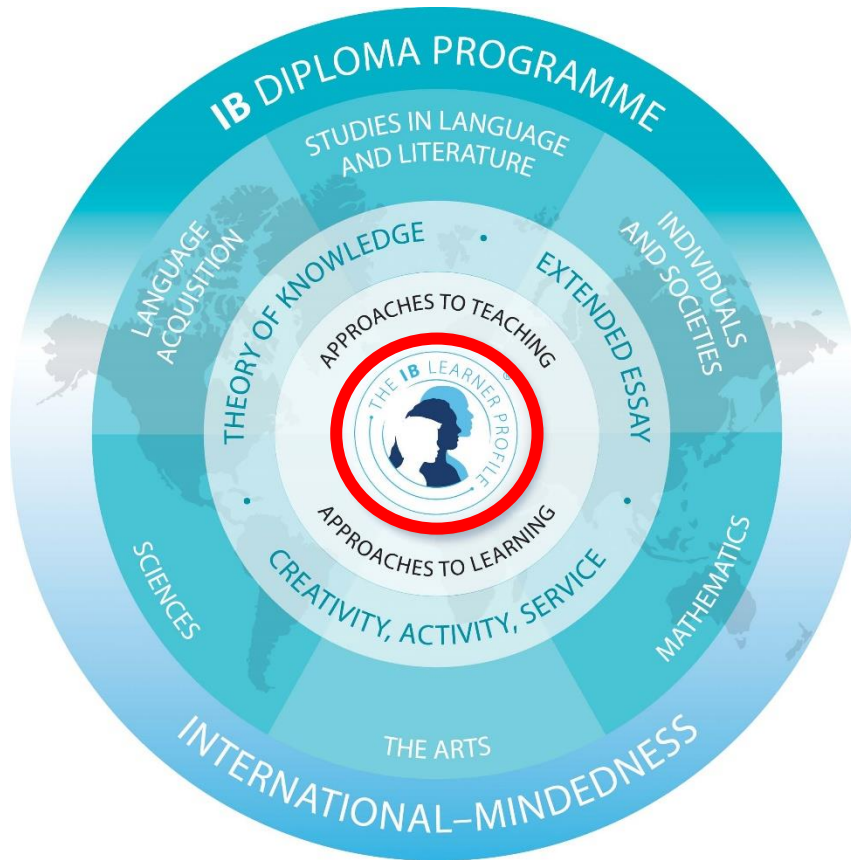 IB DIPLOMA PROGRAMME
STUDIES IN LANGUAGE
AND LITERATURE
LANGUAGE
ACQUISITION
INDIVIDUALS
AND SOCIETIES
THEORY OF KNOWLEDGE
•
EXTENDED ESSAY
APPROACHES TO TEACHING
• THE IB LEARNER PROFILE •
®
APPROACHES TO LEARNING
•
•
CREATIVITY, ACTIVITY, SERVICE
SCIENCES
MATHEMATICS
THE ARTS
INTERNATIONAL–MINDEDNESS